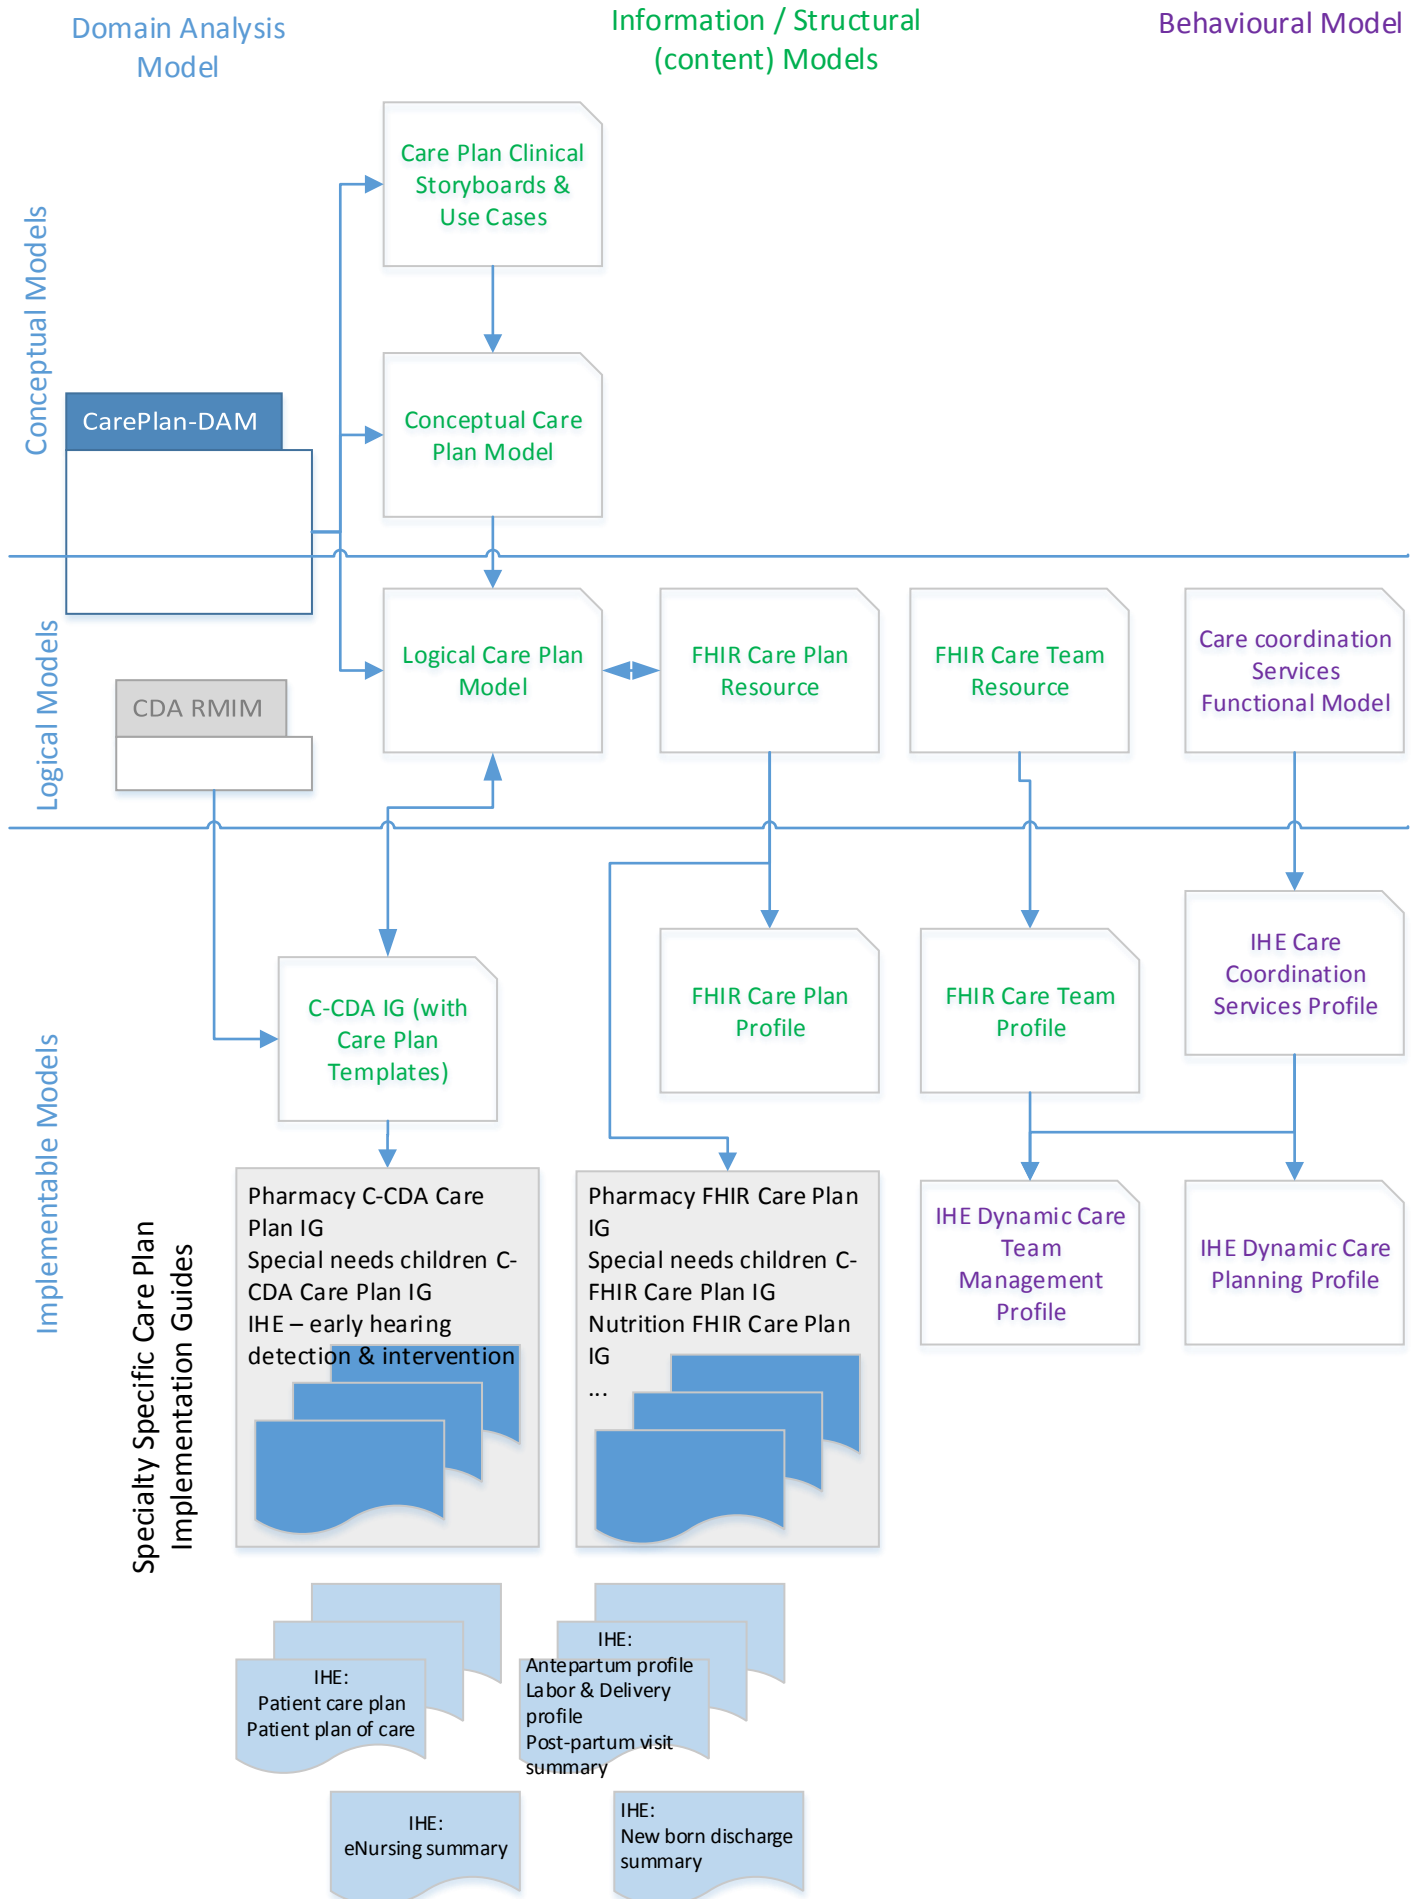 Domain Analysis
Model
Information / Structural
(content) Models
Behavioural Model
Conceptual Models
Care Plan Clinical
Storyboards &
Use Cases
CarePlan-DAM
Conceptual Care
Plan Model
Logical Models
CDA RMIM
Logical Care Plan
Model
FHIR Care Plan
Resource
FHIR Care Team
Resource
Care coordination
Services
Functional Model
Implementable Models
C-CDA IG (with
Care Plan
Templates)
FHIR Care Plan
Profile
FHIR Care Team
Profile
IHE Care
Coordination
Services Profile
Specialty Specific Care Plan
Implementation Guides
Pharmacy C-CDA Care
Plan IG
Special needs children C-
CDA Care Plan IG
IHE – early hearing
detection & intervention
Pharmacy FHIR Care Plan
IG
Special needs children C-
FHIR Care Plan IG
Nutrition FHIR Care Plan
IG
...
IHE Dynamic Care
Team
Management
Profile
IHE Dynamic Care
Planning Profile
IHE:
Patient care plan
Patient plan of care
IHE:
Antepartum profile
Labor & Delivery
profile
Post-partum visit
summary
IHE:
eNursing summary
IHE:
New born discharge
summary